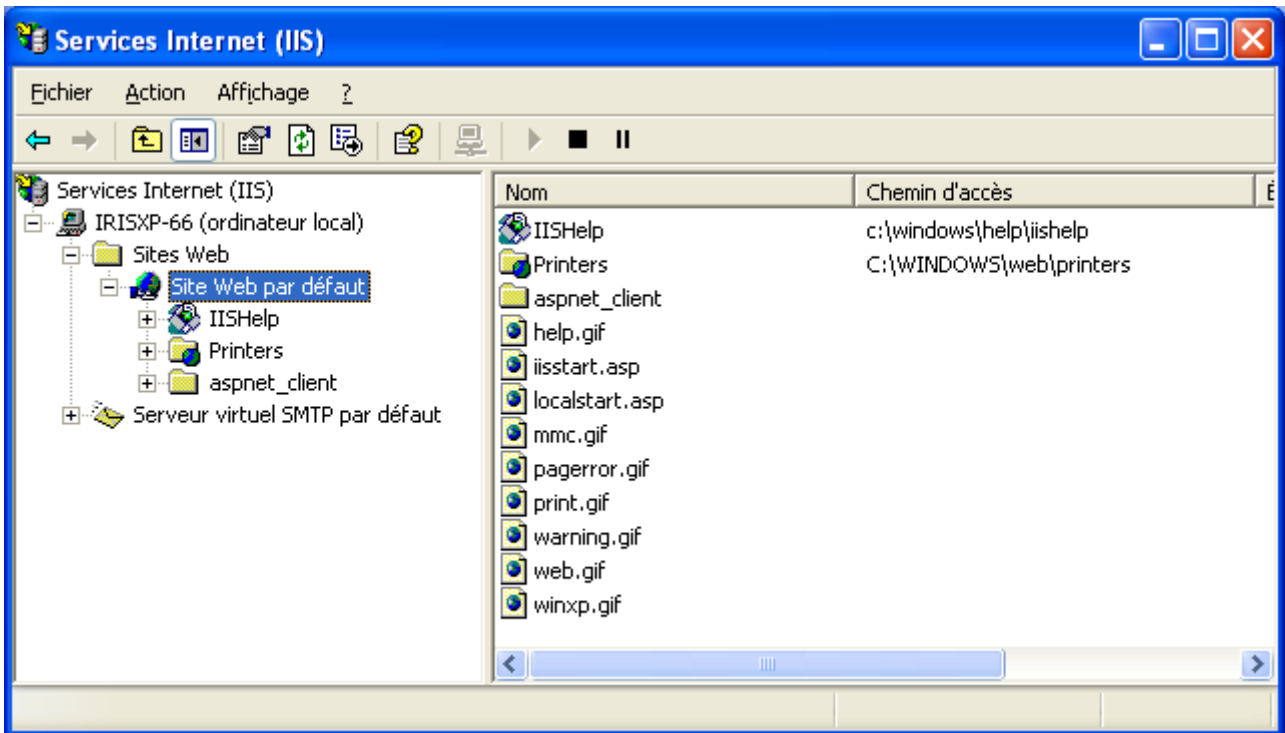 Services Internet (IIS)
Fichier Action Affichage ?
Services Internet (IIS)
IRISXP-66 (ordinateur local)
Sites Web
Site Web par défaut
IISHelp
Printers
aspnet_client
Serveur virtuel SMTP par défaut
Nom Chemin d'accès É
IISHelp c:\windows\help\iishelp
Printers C:\WINDOWS\web\printers
aspnet_client
help.gif
iisstart.asp
localstart.asp
mmc.gif
pagerror.gif
print.gif
warning.gif
web.gif
winxp.gif